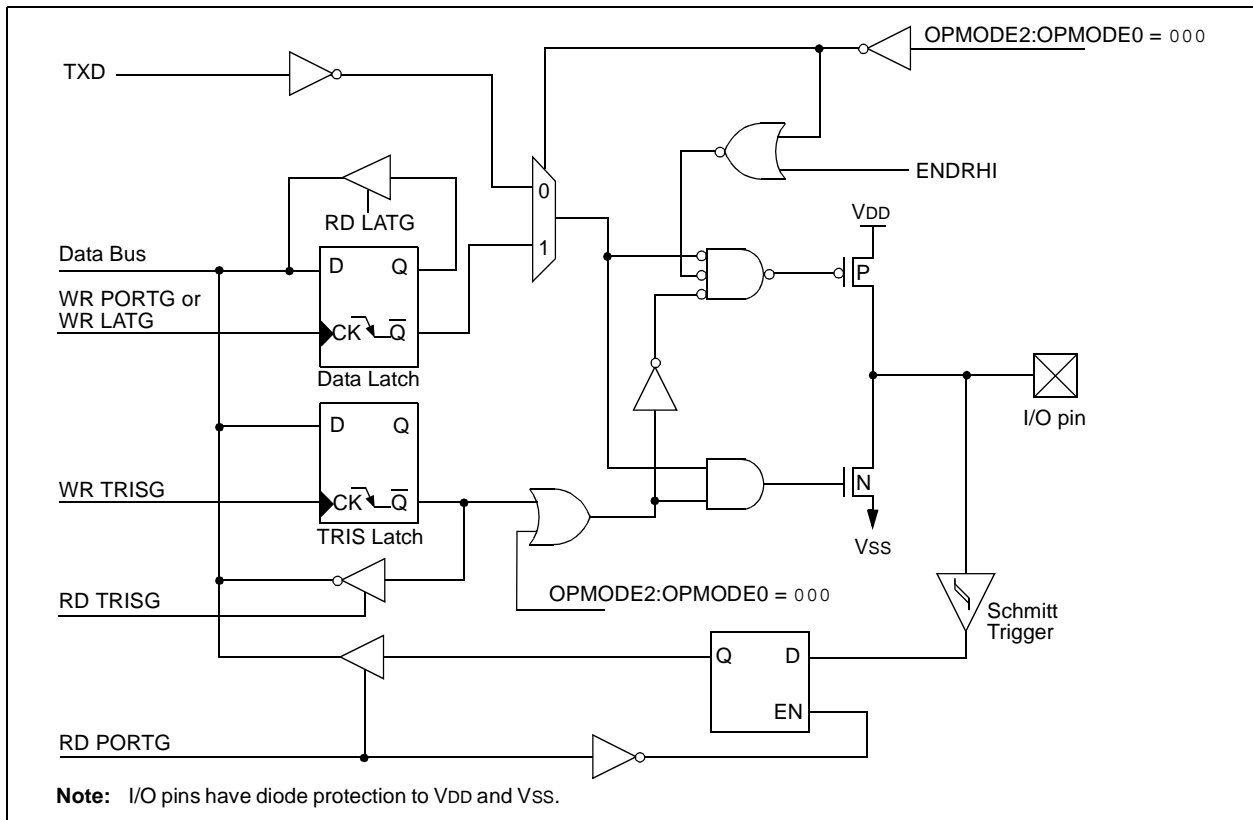 OPMODE2:OPMODE0 = 000
TXD
ENDRHI
RD LATG
0
1
VDD
P
Data Bus
D Q
WR PORTG or
WR LATG
CK Q
Data Latch
I/O pin
D Q
WR TRISG
CK Q
TRIS Latch
N
VSS
RD TRISG
OPMODE2:OPMODE0 = 000
Schmitt
Trigger
Q D
EN
RD PORTG
Note: I/O pins have diode protection to VDD and VSS.